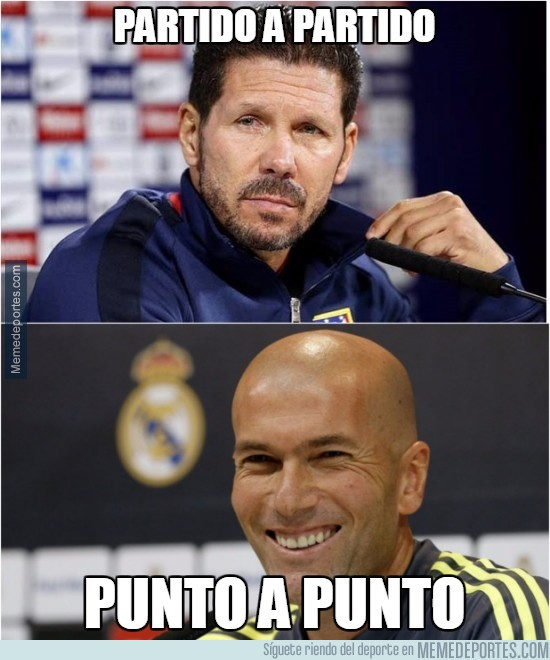 PARTIDO A PARTIDO
Memedeportes.com
PUNTO A PUNTO
Síguete riendo del deporte en MEMEDEPORTES.COM